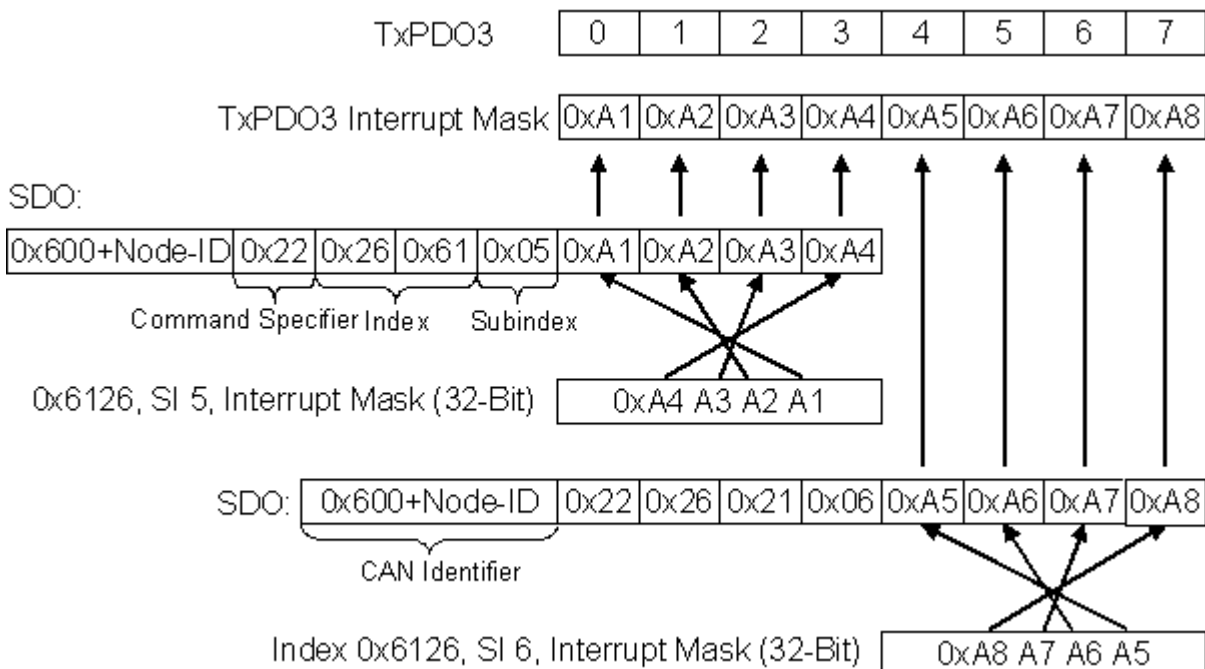 TxPDO3 0 1 2 3 4 5 6 7
TxPDO3 Interrupt Mask 0xA1 0xA2 0xA3 0xA4 0xA5 0xA6 0xA7 0xA8
SDO:
0x600+Node-ID 0x22 0x26 0x61 0x05 0xA1 0xA2 0xA3 0xA4
Command Specifier Index Subindex
0x6126, SI 5, Interrupt Mask (32-Bit) 0xA4 A3 A2 A1
SDO: 0x600+Node-ID 0x22 0x26 0x21 0x06 0xA5 0xA6 0xA7 0xA8
CAN Identifier
Index 0x6126, SI 6, Interrupt Mask (32-Bit) 0xA8 A7 A6 A5